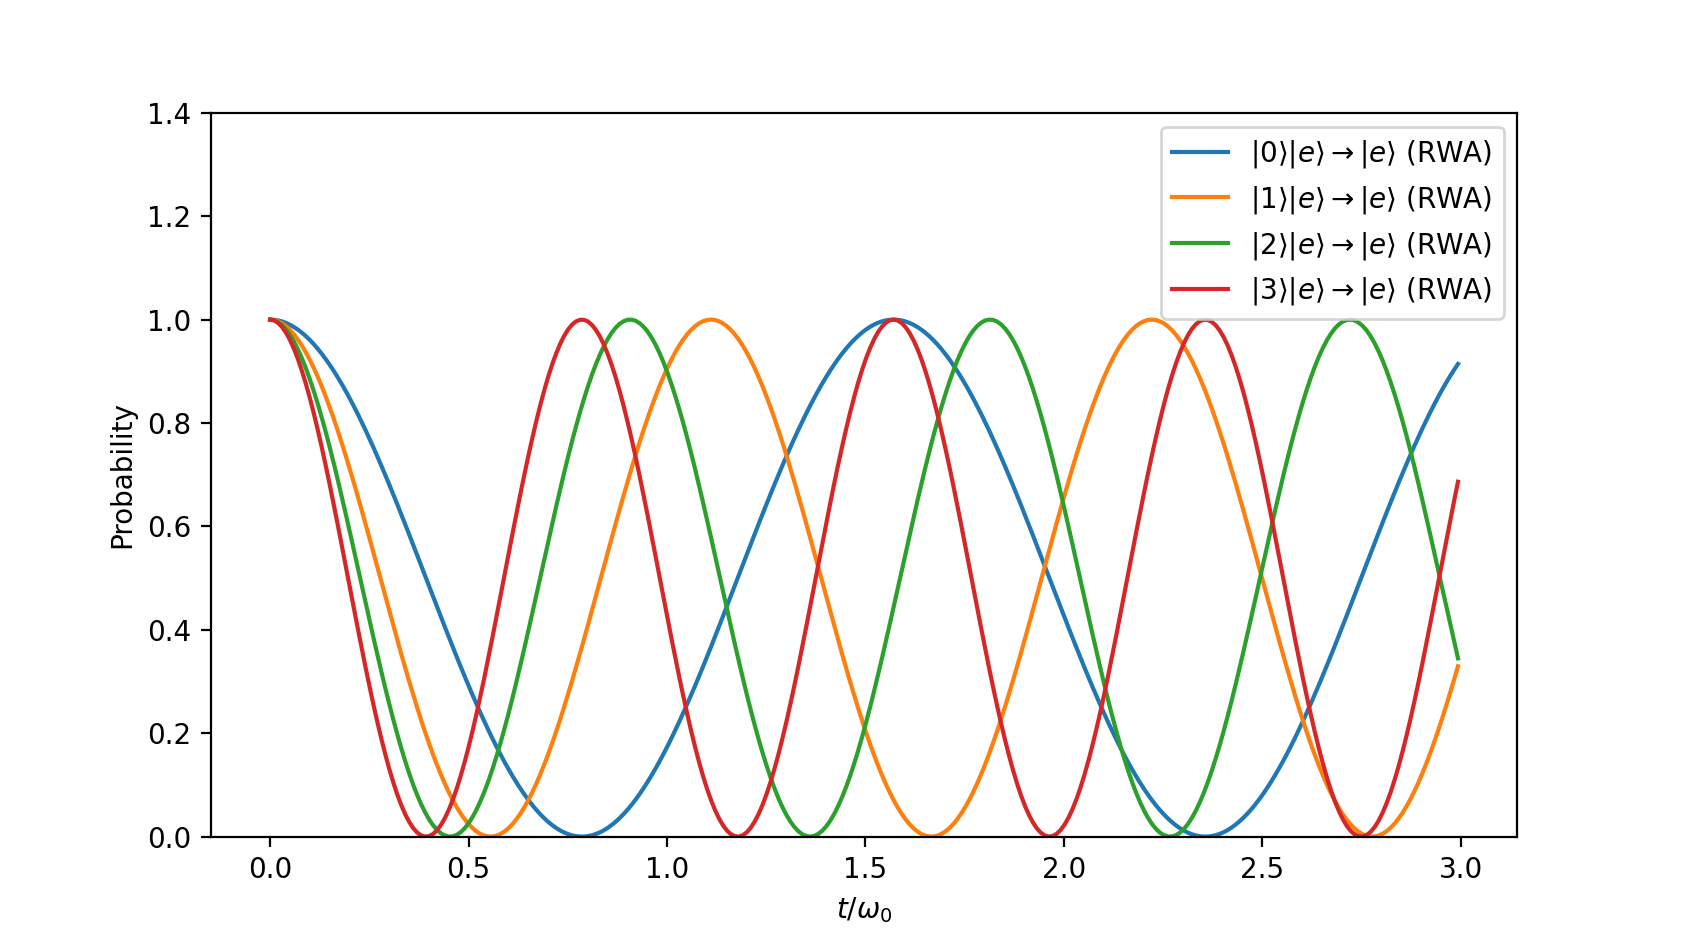 1.4
1.2
1.0
0.8
0.6
0.4
0.2
0.0
Probability
|0⟩|e⟩→|e⟩ (RWA)
|1⟩|e⟩→|e⟩ (RWA)
|2⟩|e⟩→|e⟩ (RWA)
|3⟩|e⟩→|e⟩ (RWA)
0.0 0.5 1.0 1.5 2.0 2.5 3.0
t/ω₀